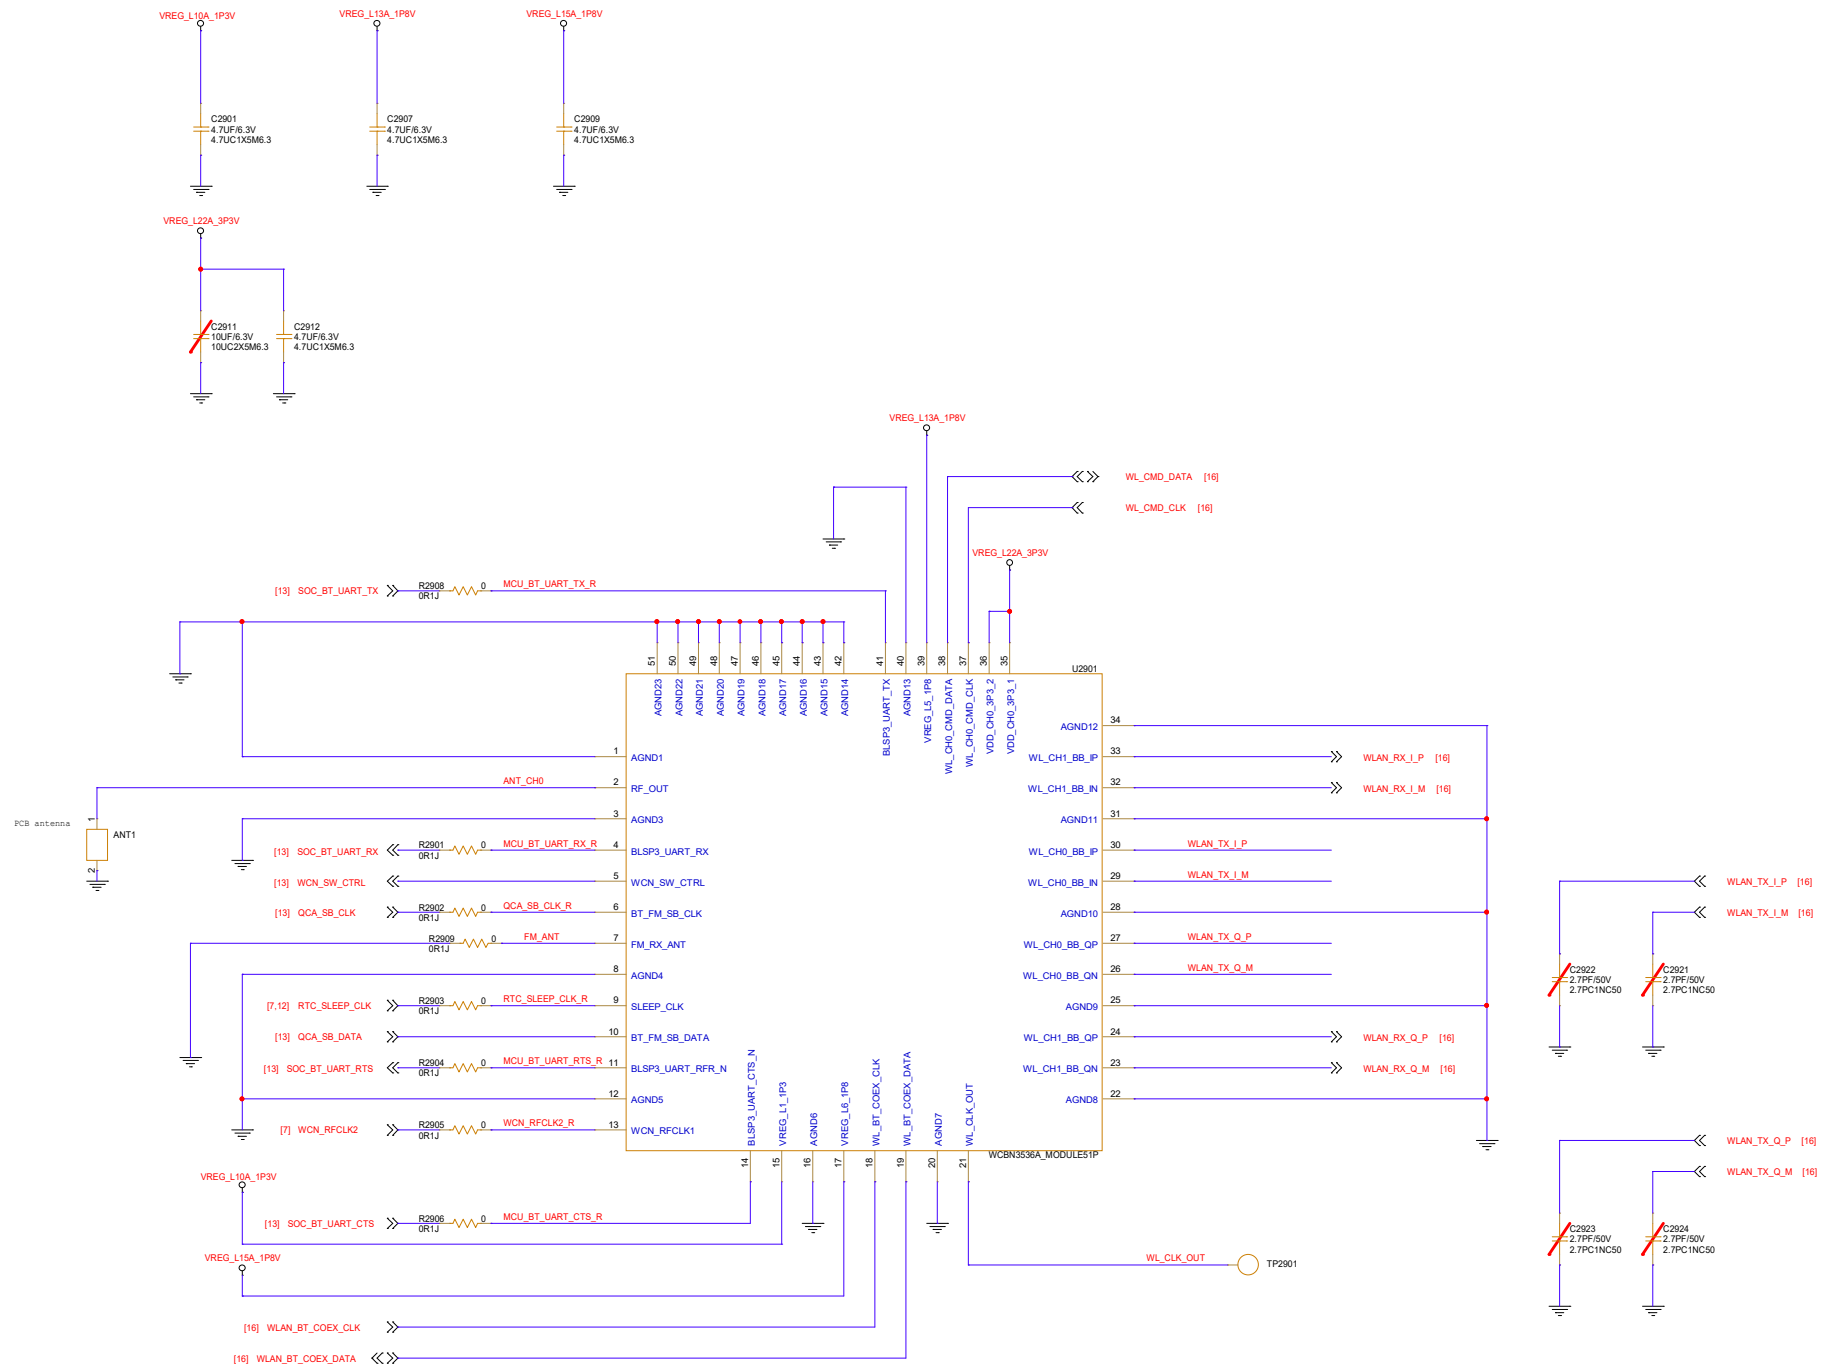 VREG_L10A_1P3V
VREG_L13A_1P8V
VREG_L15A_1P8V
C2901
4.7UF/6.3V
4.7UC1X5M6.3
C2907
4.7UF/6.3V
4.7UC1X5M6.3
C2909
4.7UF/6.3V
4.7UC1X5M6.3
VREG_L22A_3P3V
C2911
10UF/6.3V
10UC2X5M6.3
C2912
4.7UF/6.3V
4.7UC1X5M6.3
VREG_L13A_1P8V
WL_CMD_DATA [16]
WL_CMD_CLK [16]
VREG_L22A_3P3V
[13] SOC_BT_UART_TX
R2908
0
0R1J
MCU_BT_UART_TX_R
51
50
49
48
47
46
45
44
43
42
41
40
39
38
37
36
35
U2901
AGND23
AGND22
AGND21
AGND20
AGND19
AGND18
AGND17
AGND16
AGND15
AGND14
BLSP3_UART_TX
AGND13
VREG_L5_1P8
WL_CH0_CMD_DATA
WL_CH0_CMD_CLK
VDD_CH0_3P3_2
VDD_CH0_3P3_1
1 AGND1
ANT_CH0
2 RF_OUT
3 AGND3
PCB antenna
1
ANT1
2
[13] SOC_BT_UART_RX
R2901
0
0R1J
MCU_BT_UART_RX_R
4 BLSP3_UART_RX
[13] WCN_SW_CTRL
5 WCN_SW_CTRL
[13] QCA_SB_CLK
R2902
0
0R1J
QCA_SB_CLK_R
6 BT_FM_SB_CLK
R2909
0
0R1J
FM_ANT
7 FM_RX_ANT
8 AGND4
[7,12] RTC_SLEEP_CLK
R2903
0
0R1J
RTC_SLEEP_CLK_R
9 SLEEP_CLK
[13] QCA_SB_DATA
10 BT_FM_SB_DATA
[13] SOC_BT_UART_RTS
R2904
0
0R1J
MCU_BT_UART_RTS_R
11 BLSP3_UART_RFR_N
12 AGND5
[7] WCN_RFCLK2
R2905
0
0R1J
WCN_RFCLK2_R
13 WCN_RFCLK1
AGND12 34
WL_CH1_BB_IP 33
WLAN_RX_I_P [16]
WL_CH1_BB_IN 32
WLAN_RX_I_M [16]
AGND11 31
WL_CH0_BB_IP 30
WLAN_TX_I_P
WL_CH0_BB_IN 29
WLAN_TX_I_M
AGND10 28
WL_CH0_BB_QP 27
WLAN_TX_Q_P
WL_CH0_BB_QN 26
WLAN_TX_Q_M
AGND9 25
WL_CH1_BB_QP 24
WLAN_RX_Q_P [16]
WL_CH1_BB_QN 23
WLAN_RX_Q_M [16]
AGND8 22
BLSP3_UART_CTS_N
VREG_L1_1P3
AGND6
VREG_L6_1P8
WL_BT_COEX_CLK
WL_BT_COEX_DATA
AGND7
WL_CLK_OUT
WCBN3536A_MODULE51P
14
15
16
17
18
19
20
21
VREG_L10A_1P3V
[13] SOC_BT_UART_CTS
R2906
0
0R1J
MCU_BT_UART_CTS_R
VREG_L15A_1P8V
WL_CLK_OUT
TP2901
[16] WLAN_BT_COEX_CLK
[16] WLAN_BT_COEX_DATA
WLAN_TX_I_P [16]
WLAN_TX_I_M [16]
C2922
2.7PF/50V
2.7PC1NC50
C2921
2.7PF/50V
2.7PC1NC50
WLAN_TX_Q_P [16]
WLAN_TX_Q_M [16]
C2923
2.7PF/50V
2.7PC1NC50
C2924
2.7PF/50V
2.7PC1NC50